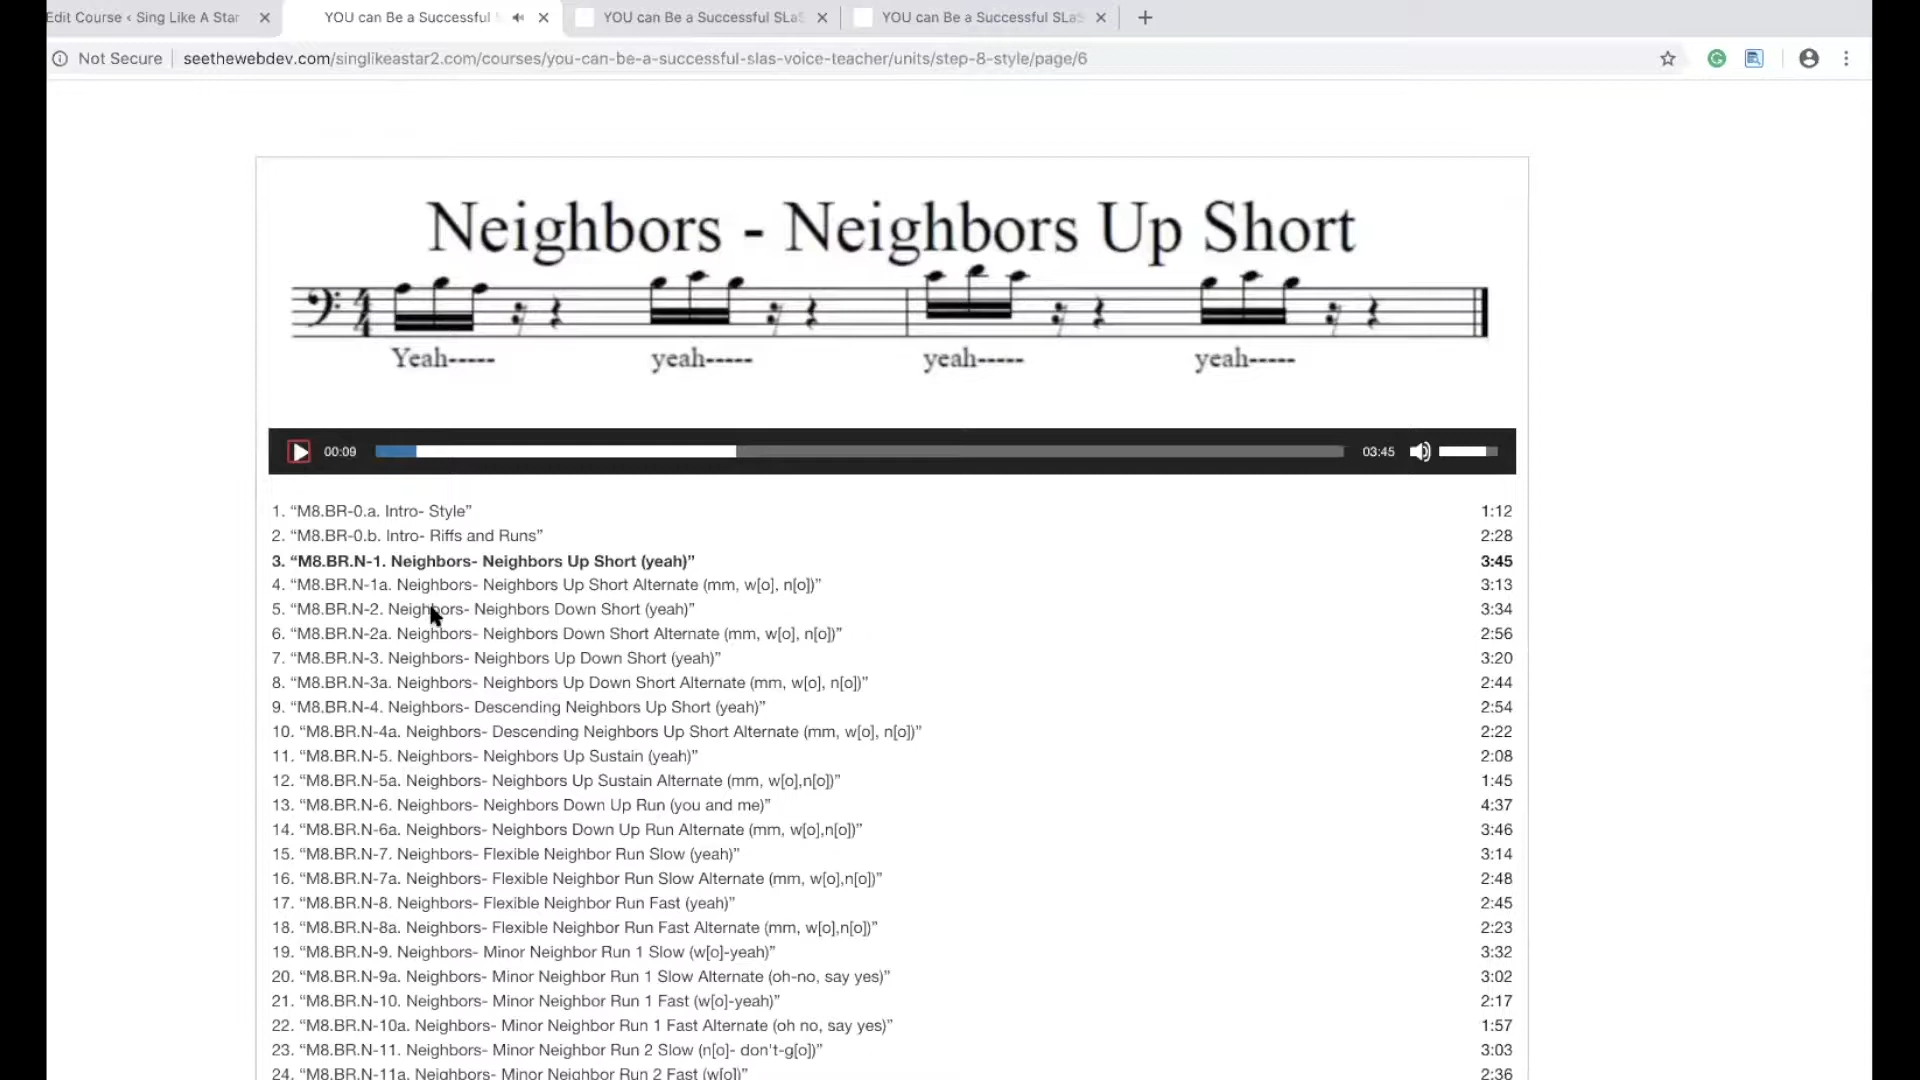 Edit Course ‹ Sing Like A Star
YOU can Be a Successful
YOU can Be a Successful SLaS
YOU can Be a Successful SLaS
Not Secure
seethewebdev.com/singlikeastar2.com/courses/you-can-be-a-successful-slas-voice-teacher/units/step-8-style/page/6
Neighbors - Neighbors Up Short
Yeah----- yeah----- yeah----- yeah-----
00:09 03:45
1. “M8.BR-0.a. Intro- Style” 1:12
2. “M8.BR-0.b. Intro- Riffs and Runs” 2:28
3. “M8.BR.N-1. Neighbors- Neighbors Up Short (yeah)” 3:45
4. “M8.BR.N-1a. Neighbors- Neighbors Up Short Alternate (mm, w[o], n[o])” 3:13
5. “M8.BR.N-2. Neighbors- Neighbors Down Short (yeah)” 3:34
6. “M8.BR.N-2a. Neighbors- Neighbors Down Short Alternate (mm, w[o], n[o])” 2:56
7. “M8.BR.N-3. Neighbors- Neighbors Up Down Short (yeah)” 3:20
8. “M8.BR.N-3a. Neighbors- Neighbors Up Down Short Alternate (mm, w[o], n[o])” 2:44
9. “M8.BR.N-4. Neighbors- Descending Neighbors Up Short (yeah)” 2:54
10. “M8.BR.N-4a. Neighbors- Descending Neighbors Up Short Alternate (mm, w[o], n[o])” 2:22
11. “M8.BR.N-5. Neighbors- Neighbors Up Sustain (yeah)” 2:08
12. “M8.BR.N-5a. Neighbors- Neighbors Up Sustain Alternate (mm, w[o],n[o])” 1:45
13. “M8.BR.N-6. Neighbors- Neighbors Down Up Run (you and me)” 4:37
14. “M8.BR.N-6a. Neighbors- Neighbors Down Up Run Alternate (mm, w[o],n[o])” 3:46
15. “M8.BR.N-7. Neighbors- Flexible Neighbor Run Slow (yeah)” 3:14
16. “M8.BR.N-7a. Neighbors- Flexible Neighbor Run Slow Alternate (mm, w[o],n[o])” 2:48
17. “M8.BR.N-8. Neighbors- Flexible Neighbor Run Fast (yeah)” 2:45
18. “M8.BR.N-8a. Neighbors- Flexible Neighbor Run Fast Alternate (mm, w[o],n[o])” 2:23
19. “M8.BR.N-9. Neighbors- Minor Neighbor Run 1 Slow (w[o]-yeah)” 3:32
20. “M8.BR.N-9a. Neighbors- Minor Neighbor Run 1 Slow Alternate (oh-no, say yes)” 3:02
21. “M8.BR.N-10. Neighbors- Minor Neighbor Run 1 Fast (w[o]-yeah)” 2:17
22. “M8.BR.N-10a. Neighbors- Minor Neighbor Run 1 Fast Alternate (oh no, say yes)” 1:57
23. “M8.BR.N-11. Neighbors- Minor Neighbor Run 2 Slow (n[o]- don't-g[o])” 3:03
24. “M8.BR.N-11a. Neighbors- Minor Neighbor Run 2 Fast (w[o])” 2:36